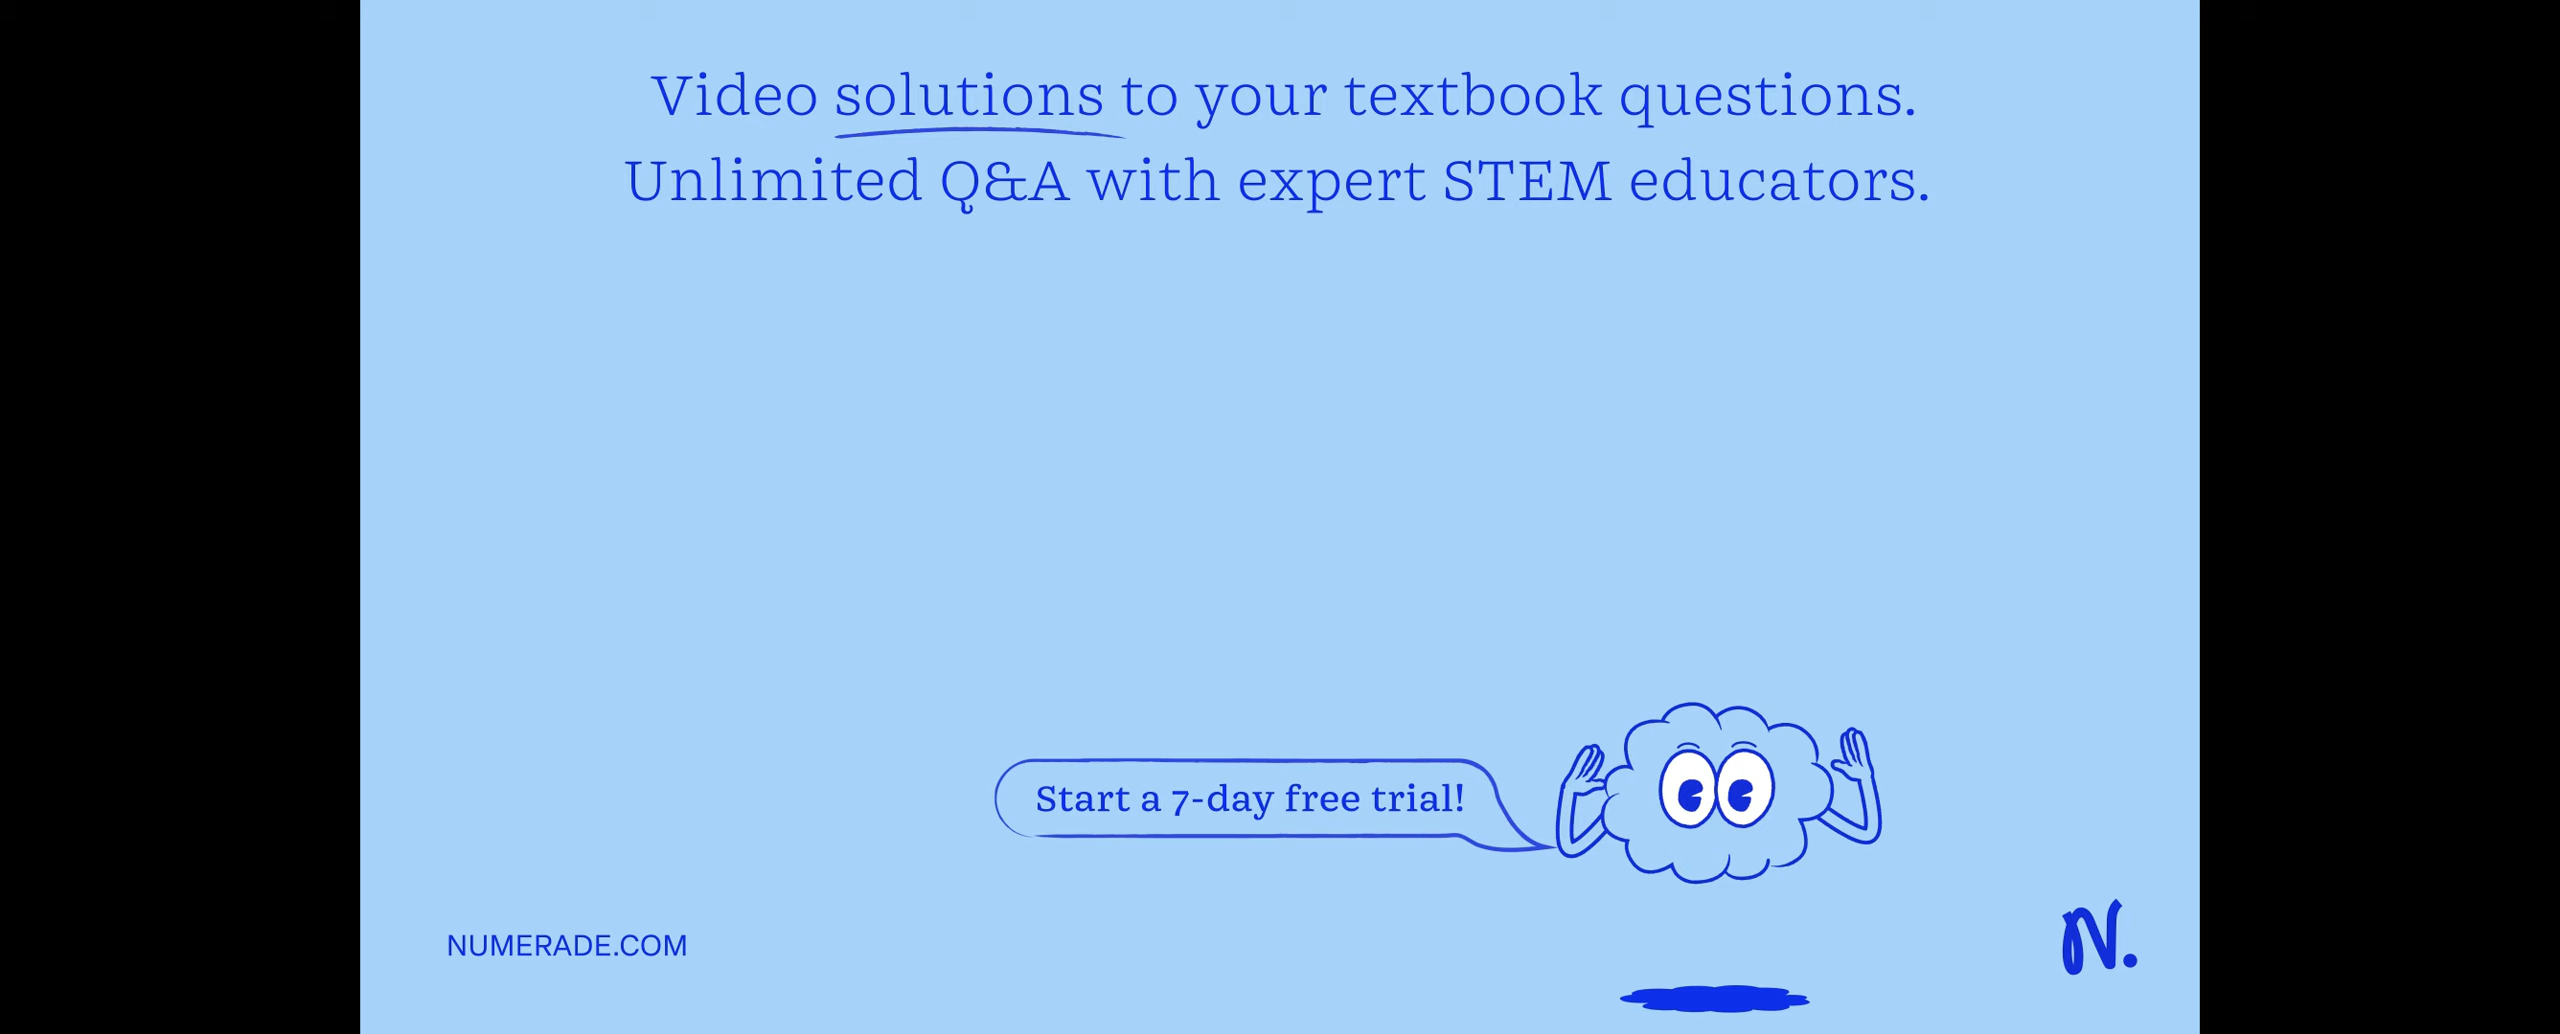 Video solutions to your textbook questions.
Unlimited Q&A with expert STEM educators.
Start a 7-day free trial!
NUMERADE.COM
N.